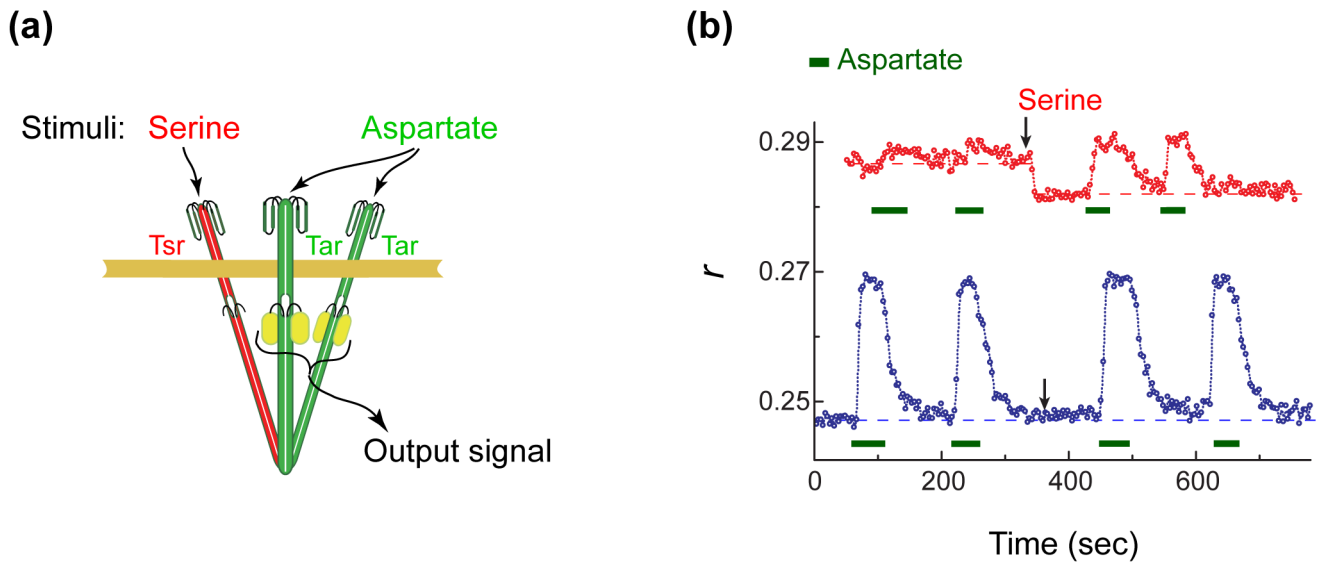 (a)
Stimuli: Serine Aspartate
Tsr Tar Tar
Output signal
(b)
Aspartate
Serine
0.29
0.27
0.25
r
0 200 400 600
Time (sec)